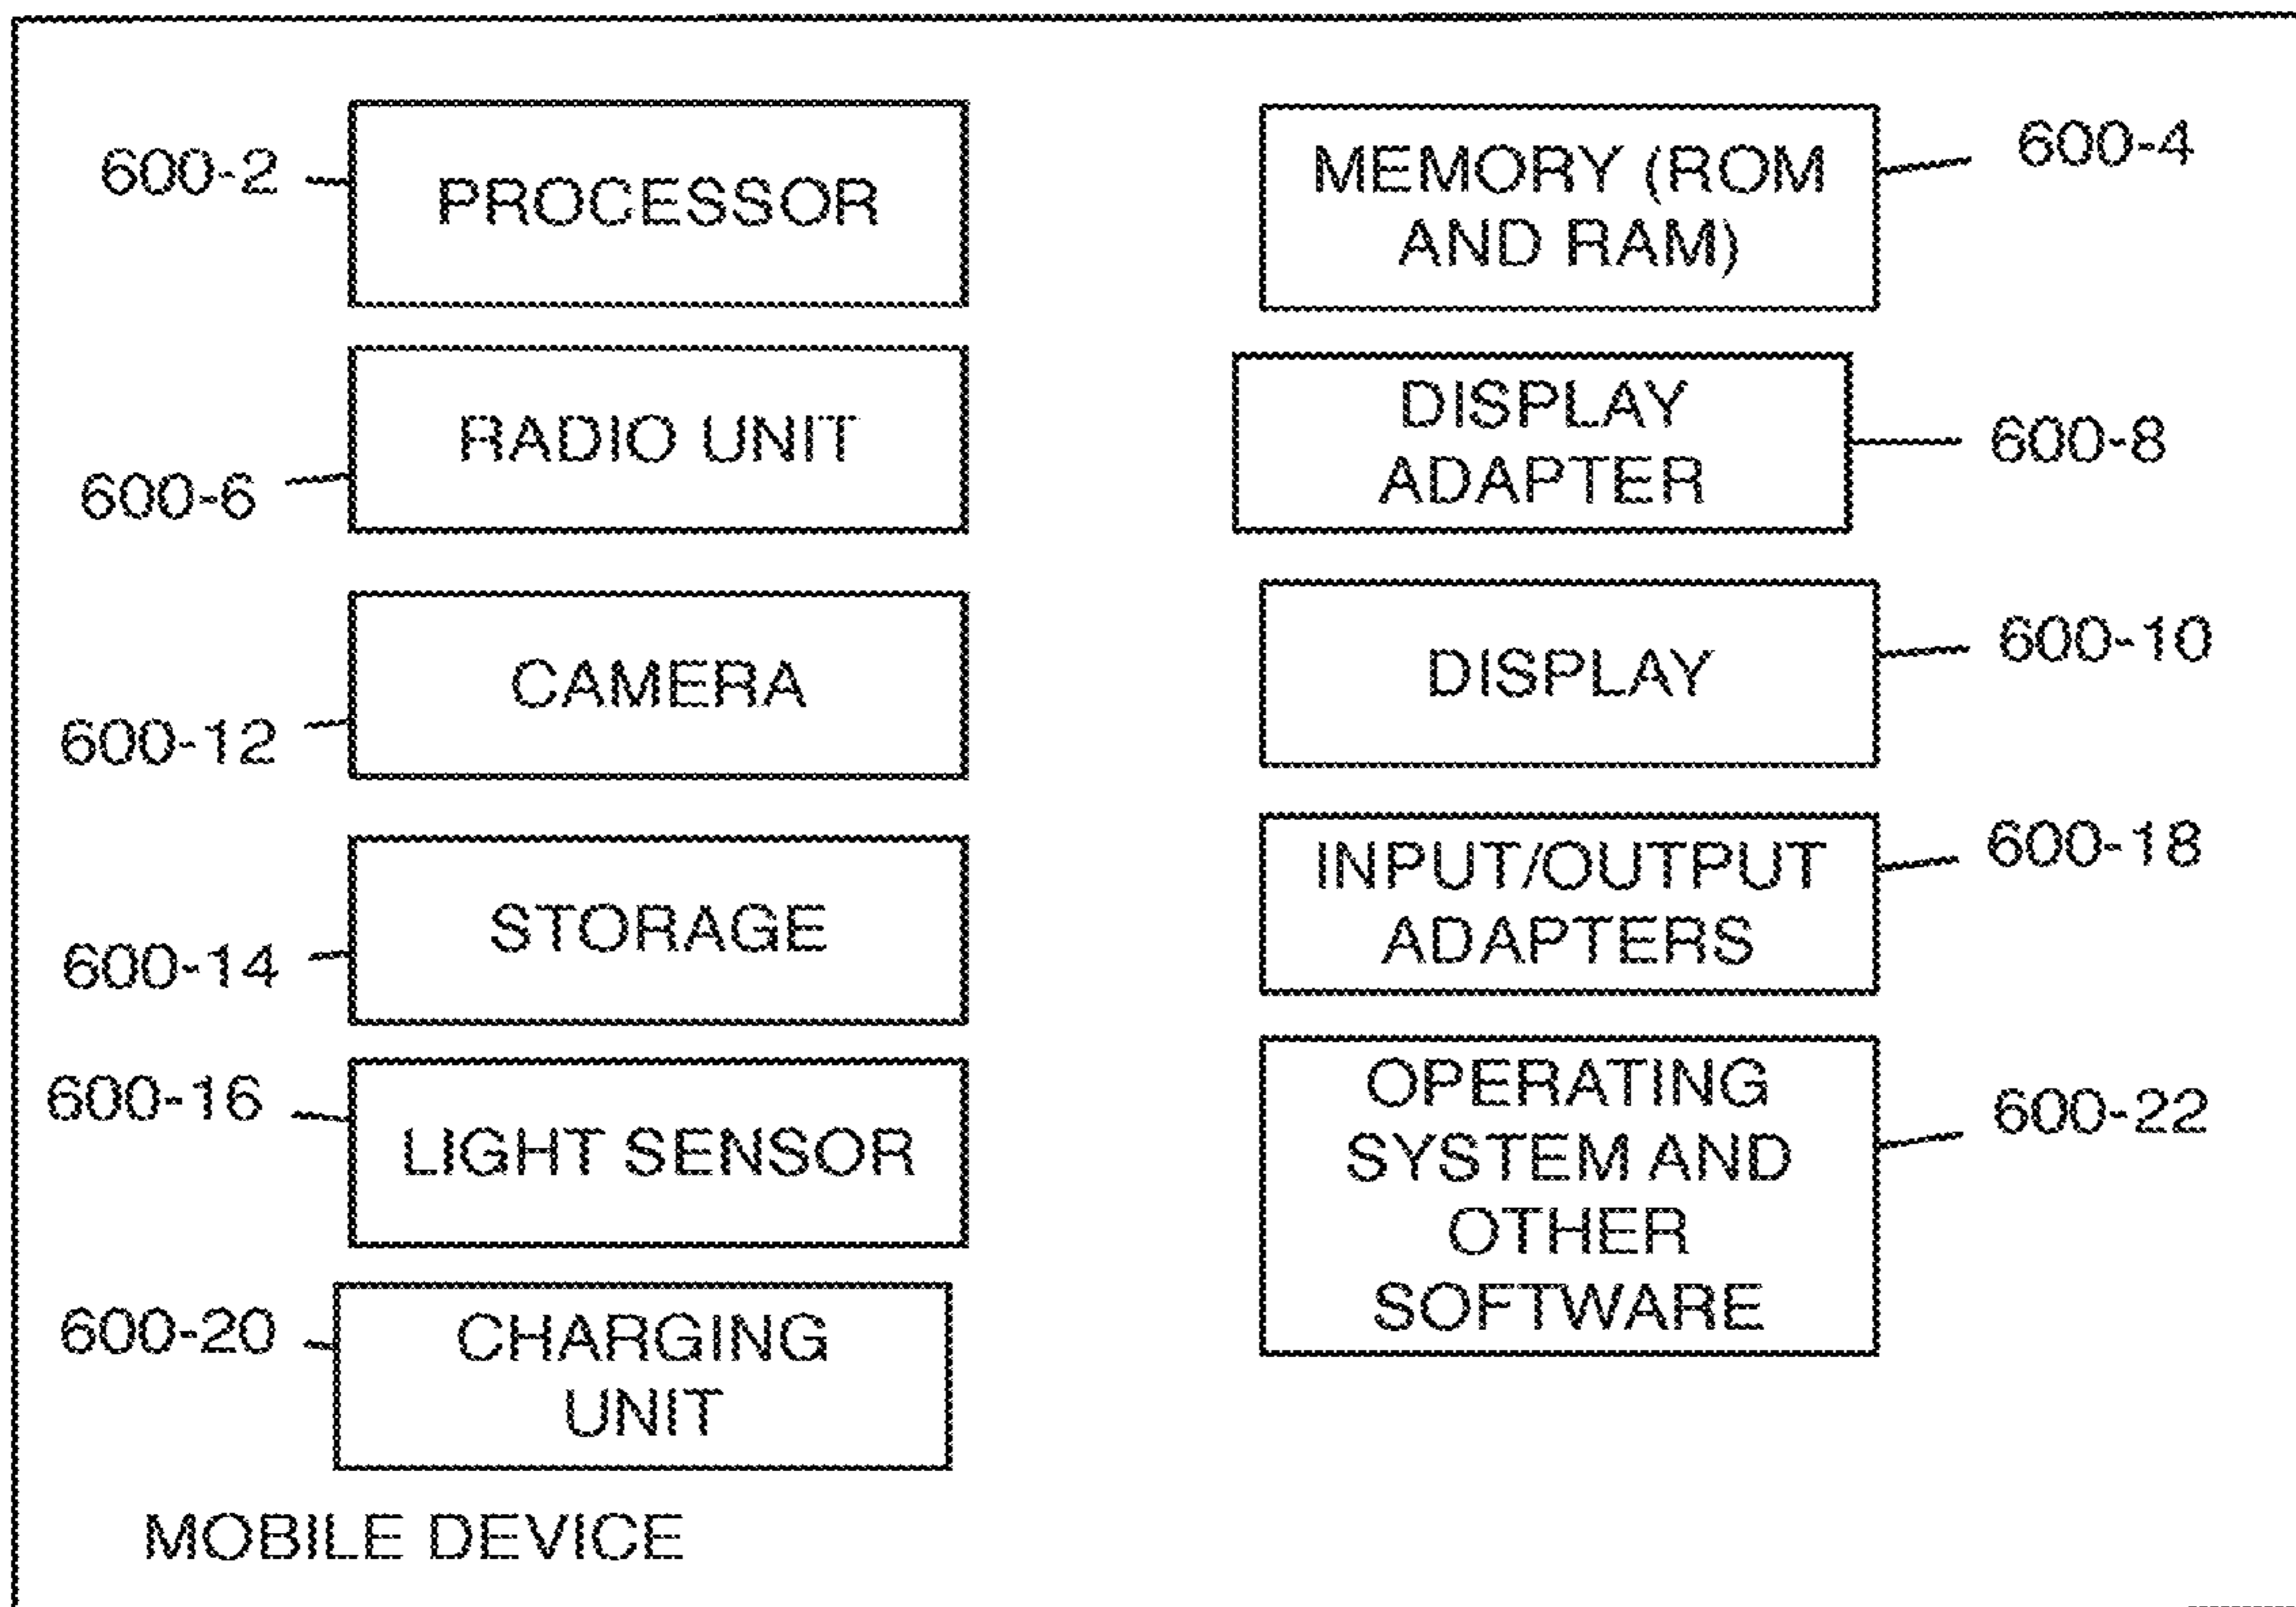 600-2
PROCESSOR
MEMORY (ROM
AND RAM)
600-4
RADIO UNIT
600-6
DISPLAY
ADAPTER
600-8
CAMERA
600-12
DISPLAY
600-10
STORAGE
600-14
INPUT/OUTPUT
ADAPTERS
600-18
600-16
LIGHT SENSOR
OPERATING
SYSTEM AND
OTHER
SOFTWARE
600-22
600-20
CHARGING
UNIT
MOBILE DEVICE